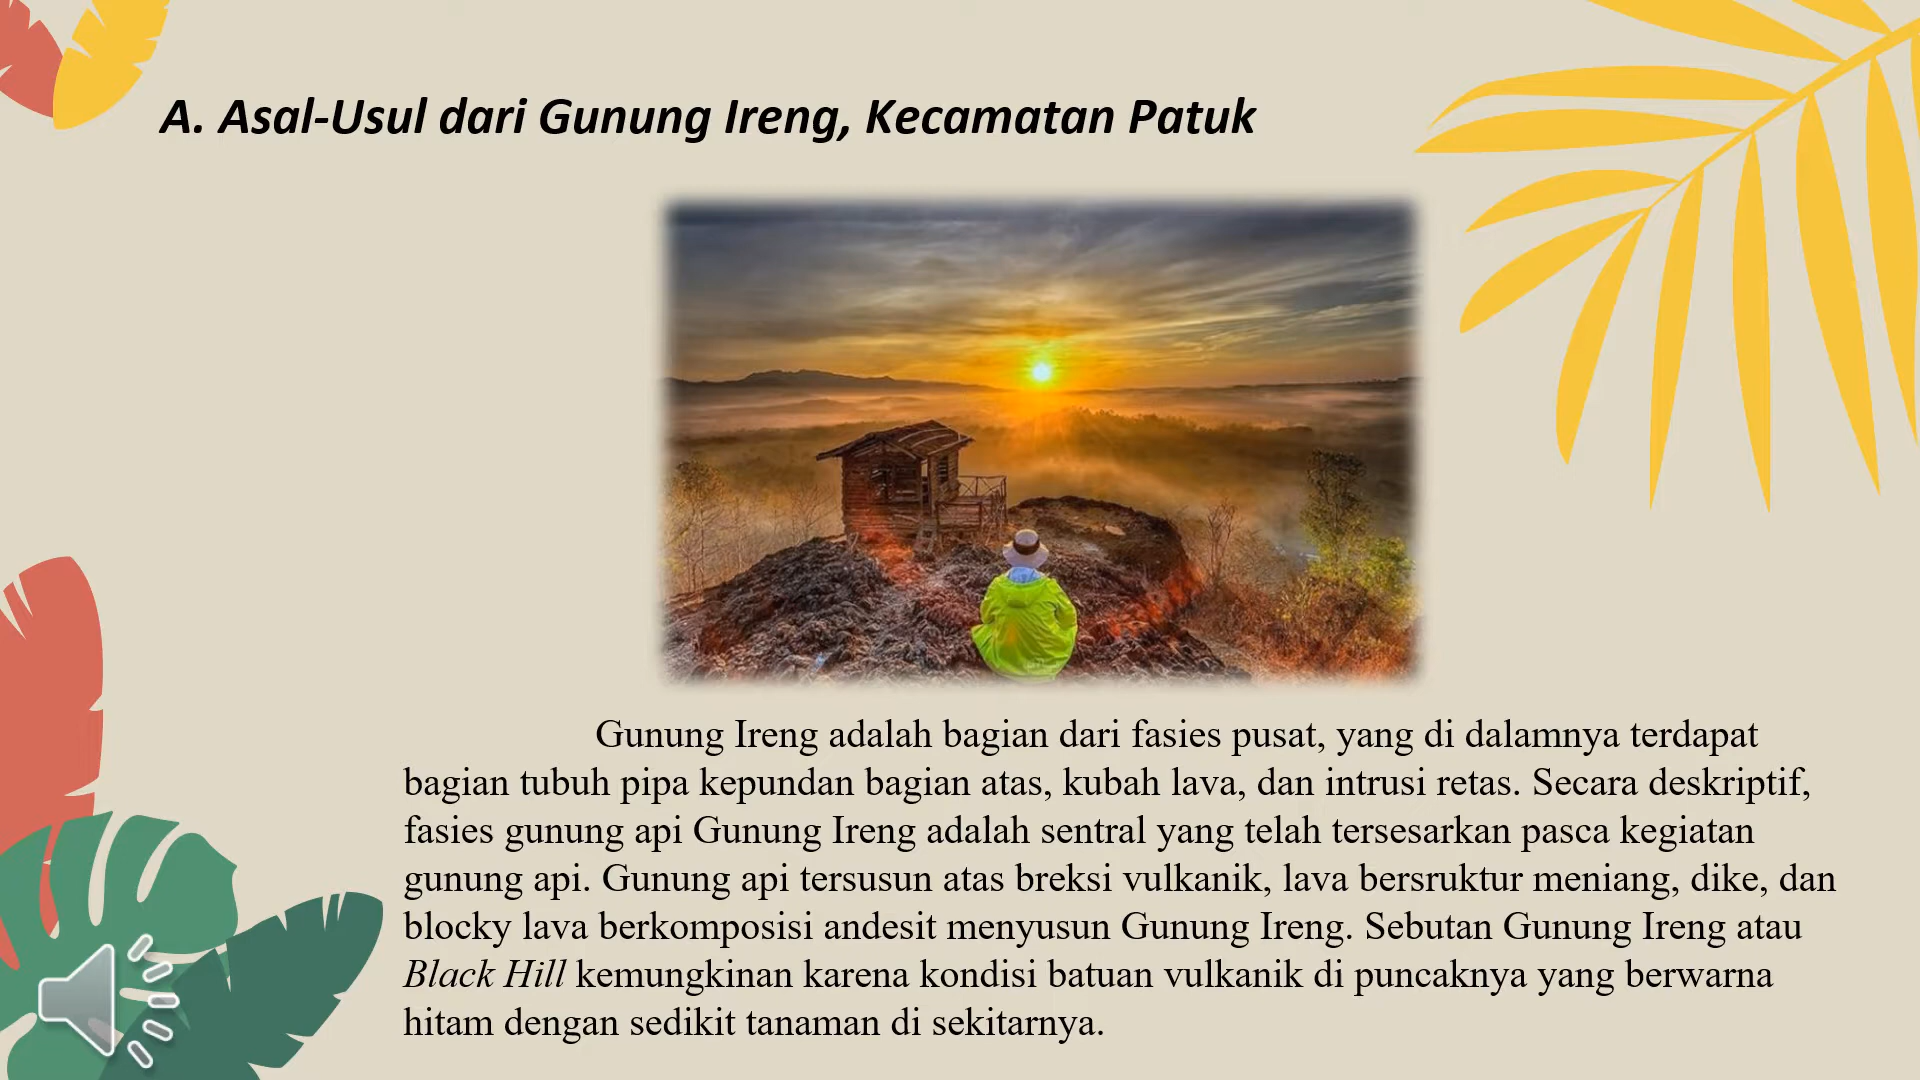 A. Asal-Usul dari Gunung Ireng, Kecamatan Patuk
Gunung Ireng adalah bagian dari fasies pusat, yang di dalamnya terdapat
bagian tubuh pipa kepundan bagian atas, kubah lava, dan intrusi retas. Secara deskriptif,
fasies gunung api Gunung Ireng adalah sentral yang telah tersesarkan pasca kegiatan
gunung api. Gunung api tersusun atas breksi vulkanik, lava bersruktur meniang, dike, dan
blocky lava berkomposisi andesit menyusun Gunung Ireng. Sebutan Gunung Ireng atau
Black Hill kemungkinan karena kondisi batuan vulkanik di puncaknya yang berwarna
hitam dengan sedikit tanaman di sekitarnya.